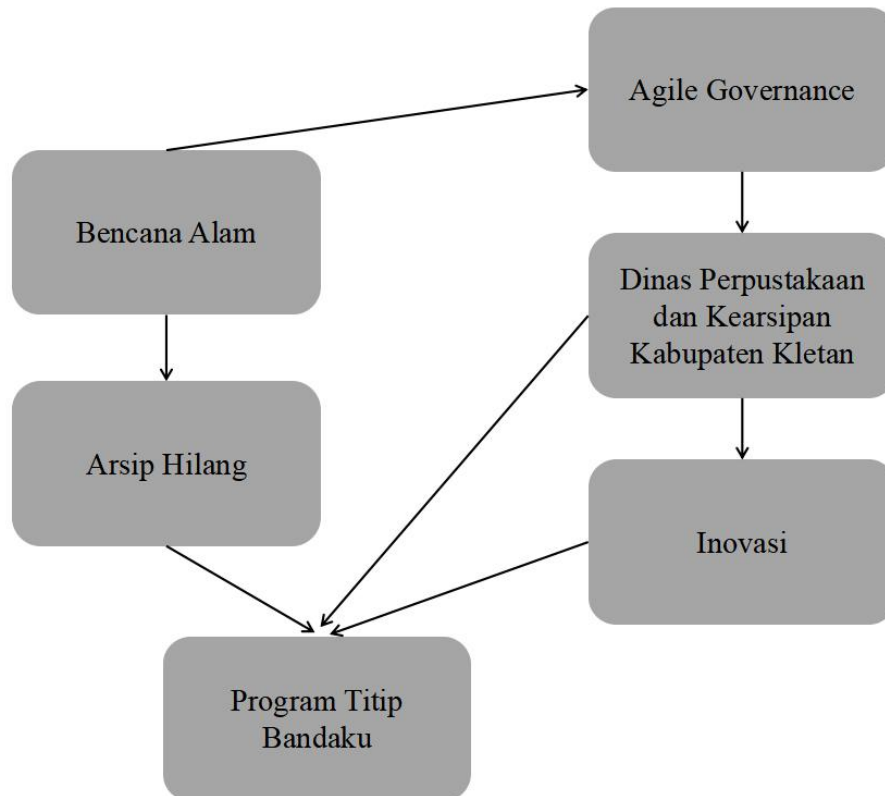 Agile Governance
Bencana Alam
Dinas Perpustakaan
dan Kearsipan
Kabupaten Kletan
Arsip Hilang
Inovasi
Program Titip
Bandaku